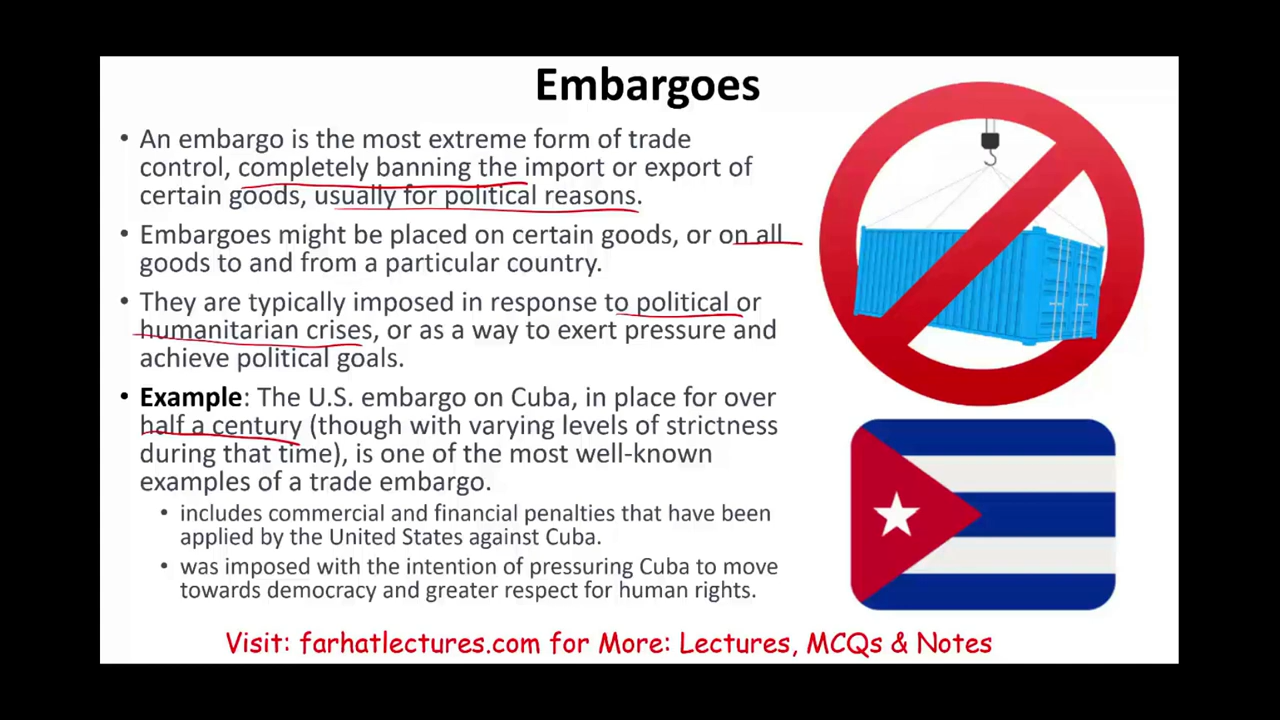 Embargoes
• An embargo is the most extreme form of trade
control, completely banning the import or export of
certain goods, usually for political reasons.
• Embargoes might be placed on certain goods, or on all
goods to and from a particular country.
• They are typically imposed in response to political or
humanitarian crises, or as a way to exert pressure and
achieve political goals.
• Example: The U.S. embargo on Cuba, in place for over
half a century (though with varying levels of strictness
during that time), is one of the most well-known
examples of a trade embargo.
• includes commercial and financial penalties that have been
applied by the United States against Cuba.
• was imposed with the intention of pressuring Cuba to move
towards democracy and greater respect for human rights.
Visit: farhatlectures.com for More: Lectures, MCQs & Notes